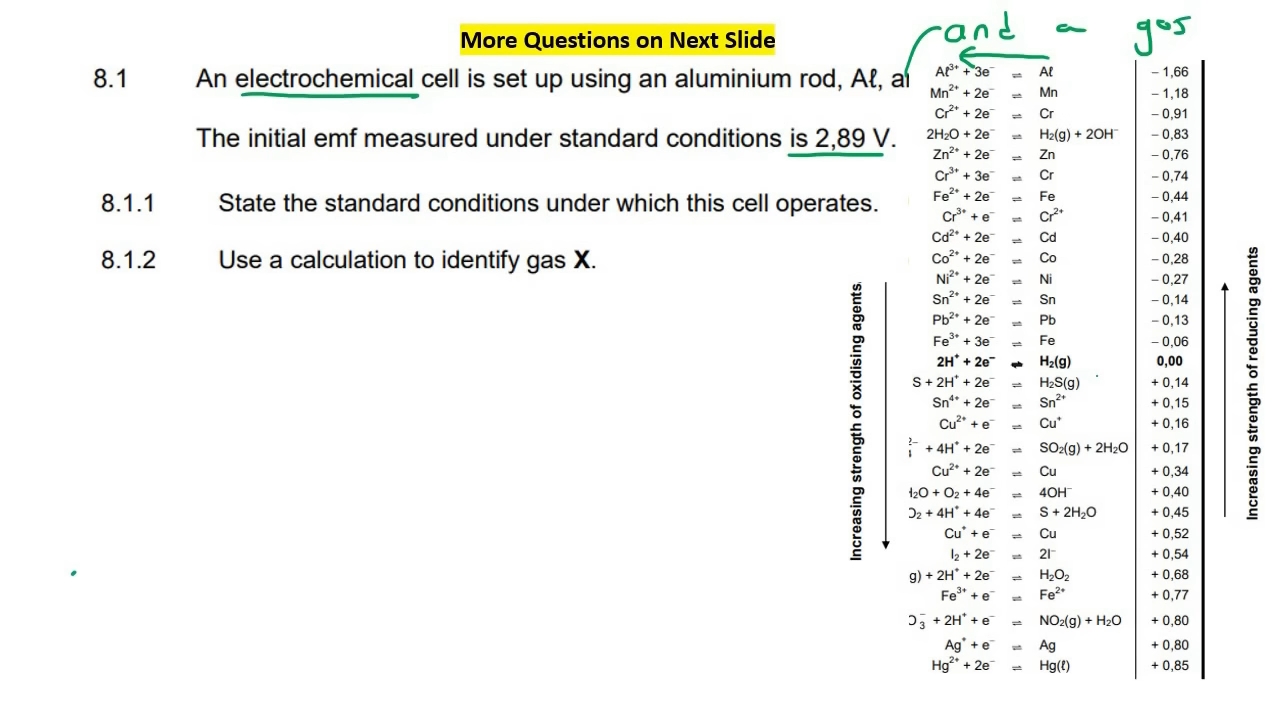 More Questions on Next Slide
and a gas
8.1 An electrochemical cell is set up using an aluminium rod, Aℓ, a
The initial emf measured under standard conditions is 2,89 V.
8.1.1 State the standard conditions under which this cell operates.
8.1.2 Use a calculation to identify gas X.
Al³⁺ + 3e⁻ ⇌ Aℓ – 1,66
Mn²⁺ + 2e⁻ ⇌ Mn – 1,18
Cr²⁺ + 2e⁻ ⇌ Cr – 0,91
2H₂O + 2e⁻ ⇌ H₂(g) + 2OH⁻ – 0,83
Zn²⁺ + 2e⁻ ⇌ Zn – 0,76
Cr³⁺ + 3e⁻ ⇌ Cr – 0,74
Fe²⁺ + 2e⁻ ⇌ Fe – 0,44
Cr³⁺ + e⁻ ⇌ Cr²⁺ – 0,41
Cd²⁺ + 2e⁻ ⇌ Cd – 0,40
Co²⁺ + 2e⁻ ⇌ Co – 0,28
Ni²⁺ + 2e⁻ ⇌ Ni – 0,27
Sn²⁺ + 2e⁻ ⇌ Sn – 0,14
Pb²⁺ + 2e⁻ ⇌ Pb – 0,13
Fe³⁺ + 3e⁻ ⇌ Fe – 0,06
2H⁺ + 2e⁻ ⇌ H₂(g) 0,00
S + 2H⁺ + 2e⁻ ⇌ H₂S(g) + 0,14
Sn⁴⁺ + 2e⁻ ⇌ Sn²⁺ + 0,15
Cu²⁺ + e⁻ ⇌ Cu⁺ + 0,16
+ 4H⁺ + 2e⁻ ⇌ SO₂(g) + 2H₂O + 0,17
Cu²⁺ + 2e⁻ ⇌ Cu + 0,34
H₂O + O₂ + 4e⁻ ⇌ 4OH⁻ + 0,40
O₂ + 4H⁺ + 4e⁻ ⇌ S + 2H₂O + 0,45
Cu⁺ + e⁻ ⇌ Cu + 0,52
I₂ + 2e⁻ ⇌ 2I⁻ + 0,54
g) + 2H⁺ + 2e⁻ ⇌ H₂O₂ + 0,68
Fe³⁺ + e⁻ ⇌ Fe²⁺ + 0,77
O₃⁻ + 2H⁺ + e⁻ ⇌ NO₂(g) + H₂O + 0,80
Ag⁺ + e⁻ ⇌ Ag + 0,80
Hg²⁺ + 2e⁻ ⇌ Hg(ℓ) + 0,85
Increasing strength of oxidising agents
Increasing strength of reducing agents